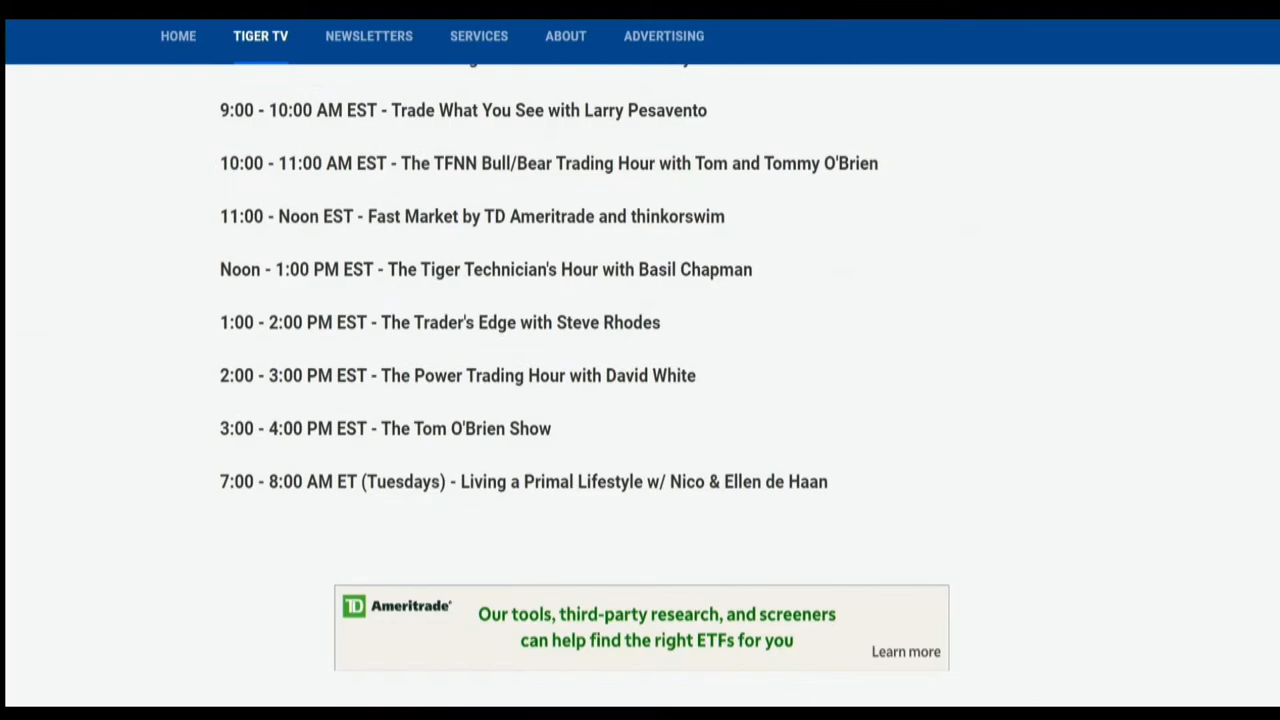 HOME TIGER TV NEWSLETTERS SERVICES ABOUT ADVERTISING
9:00 - 10:00 AM EST - Trade What You See with Larry Pesavento
10:00 - 11:00 AM EST - The TFNN Bull/Bear Trading Hour with Tom and Tommy O'Brien
11:00 - Noon EST - Fast Market by TD Ameritrade and thinkorswim
Noon - 1:00 PM EST - The Tiger Technician's Hour with Basil Chapman
1:00 - 2:00 PM EST - The Trader's Edge with Steve Rhodes
2:00 - 3:00 PM EST - The Power Trading Hour with David White
3:00 - 4:00 PM EST - The Tom O'Brien Show
7:00 - 8:00 AM ET (Tuesdays) - Living a Primal Lifestyle w/ Nico & Ellen de Haan
TD Ameritrade
Our tools, third-party research, and screeners
can help find the right ETFs for you
Learn more